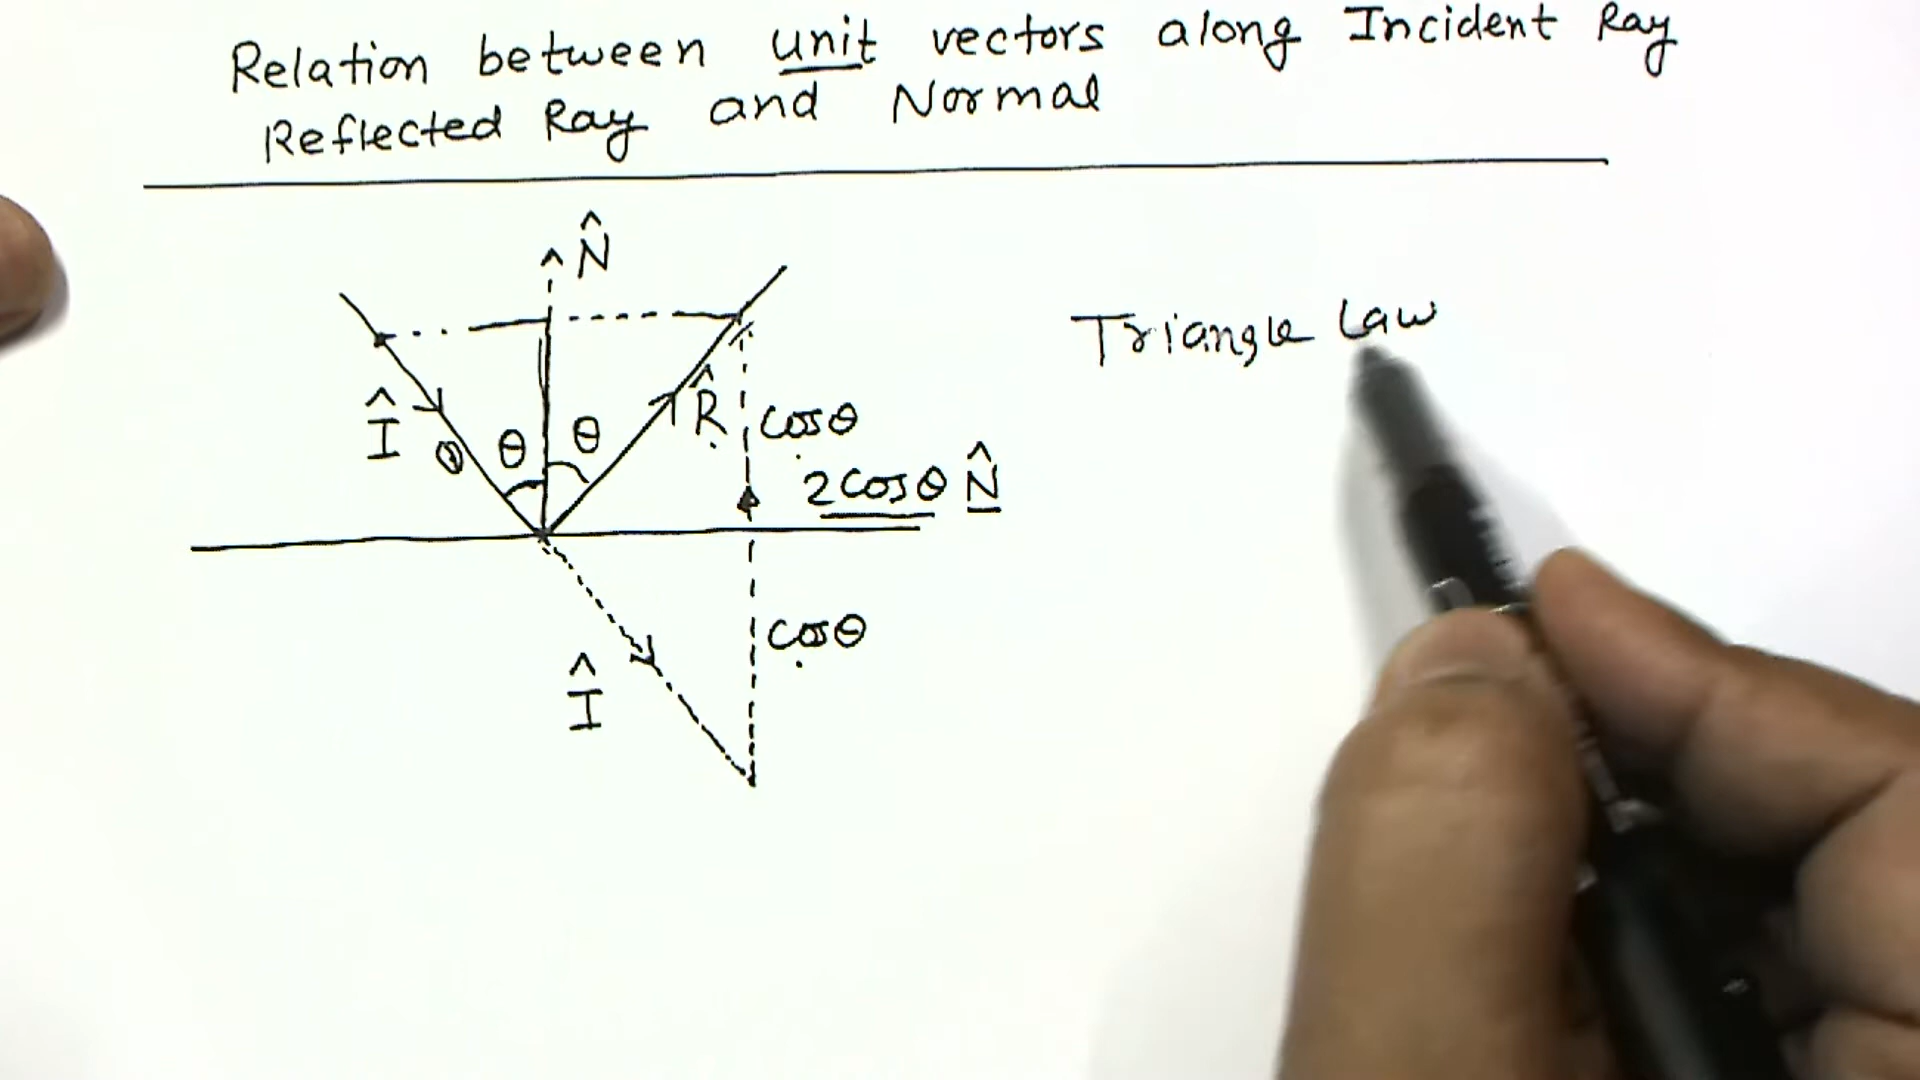 Relation between unit vectors along Incident Ray
Reflected Ray and Normal
N̂
Triangle Law
Î
θ
θ
R̂
cosθ
2cosθ N̂
cosθ
Î